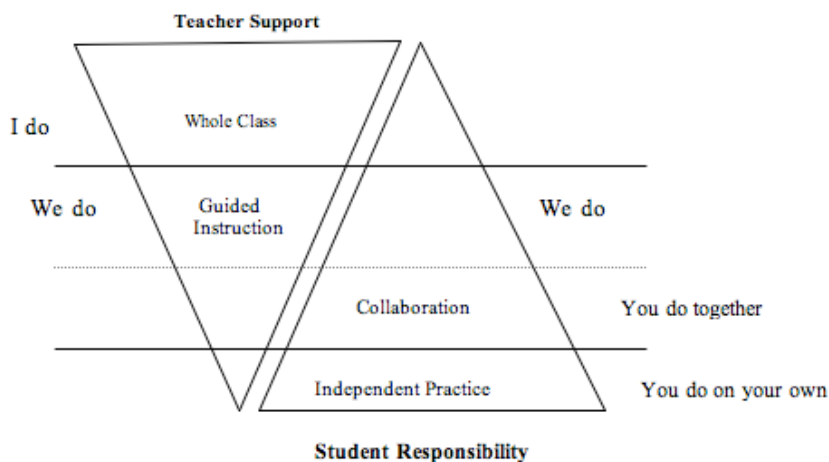 Teacher Support
I do
Whole Class
We do
Guided
Instruction
We do
Collaboration
You do together
Independent Practice
You do on your own
Student Responsibility